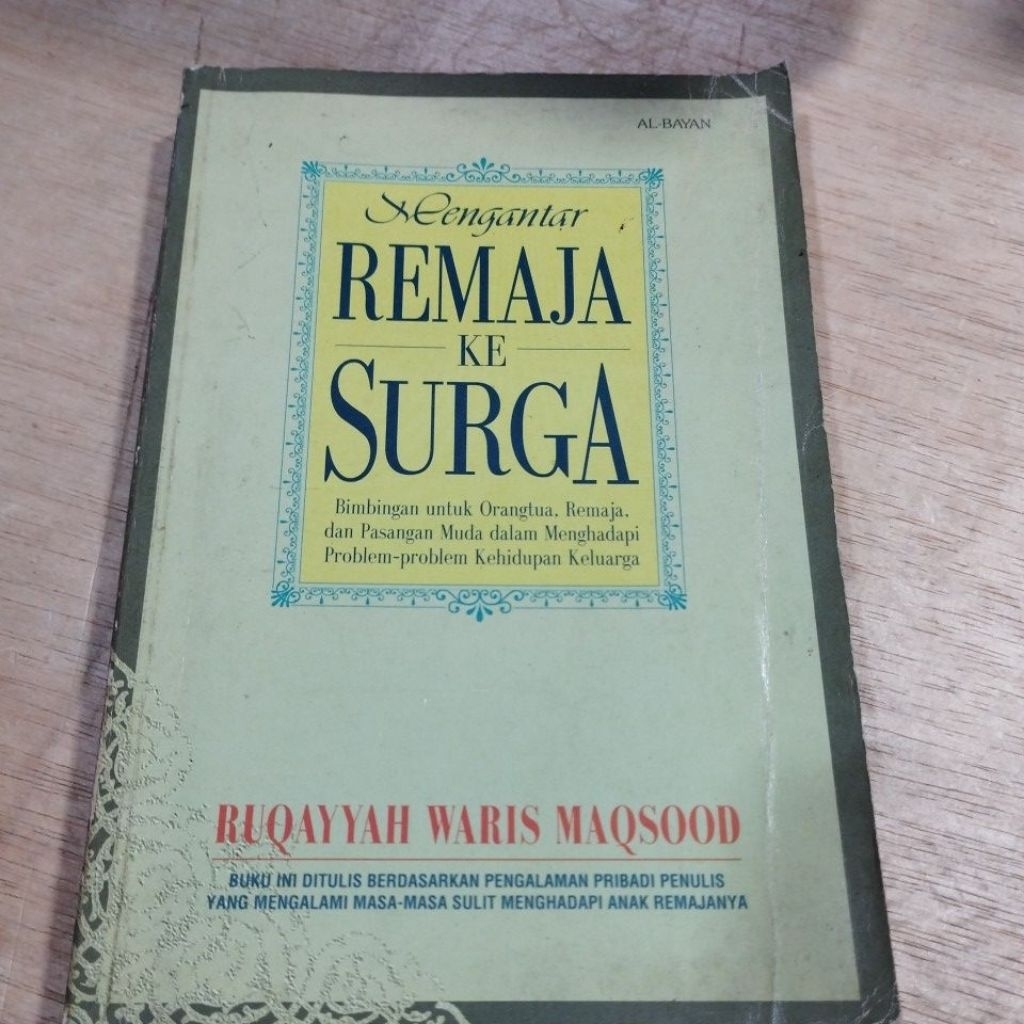 AL-BAYAN
Mengantar
REMAJA
KE
SURGA
Bimbingan untuk Orangtua, Remaja,
dan Pasangan Muda dalam Menghadapi
Problem-problem Kehidupan Keluarga
RUQAYYAH WARIS MAQSOOD
BUKU INI DITULIS BERDASARKAN PENGALAMAN PRIBADI PENULIS
YANG MENGALAMI MASA-MASA SULIT MENGHADAPI ANAK REMAJANYA